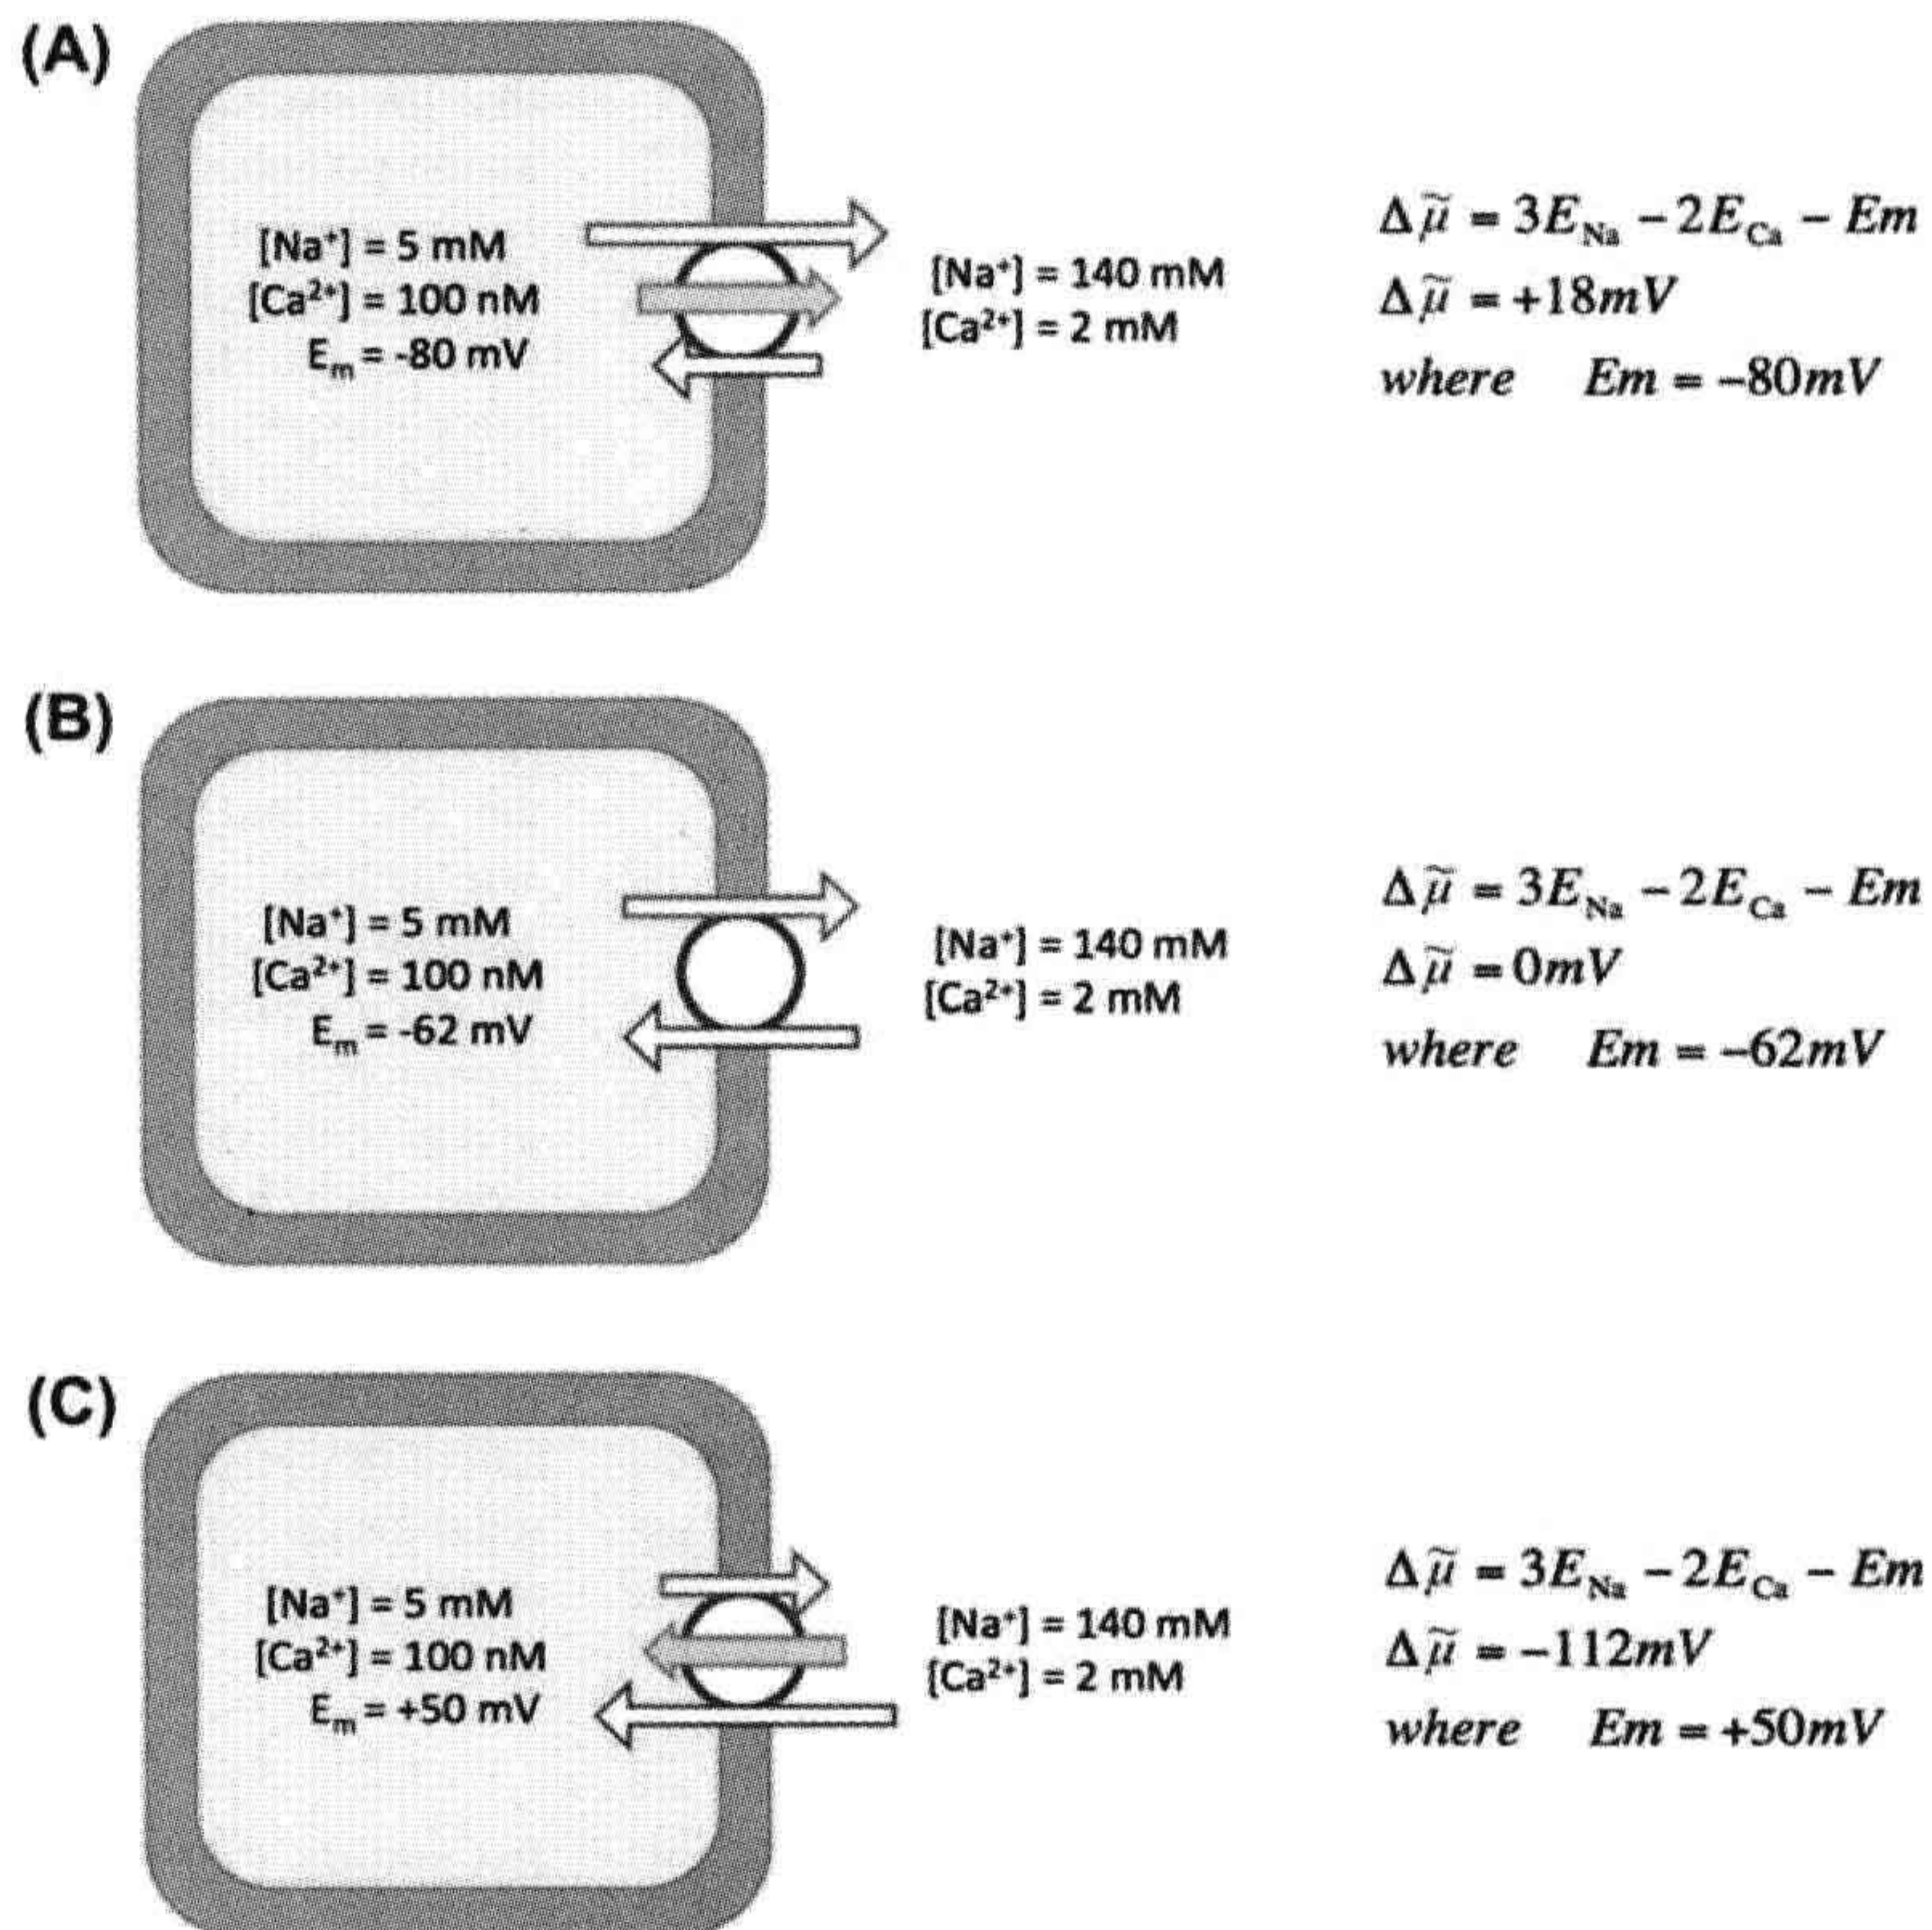 (A)
[Na⁺] = 5 mM
[Ca²⁺] = 100 nM
Eₘ = -80 mV
[Na⁺] = 140 mM
[Ca²⁺] = 2 mM
Δμ̃ = 3E_Na − 2E_Ca − Em
Δμ̃ = +18mV
where Em = −80mV
(B)
[Na⁺] = 5 mM
[Ca²⁺] = 100 nM
Eₘ = -62 mV
[Na⁺] = 140 mM
[Ca²⁺] = 2 mM
Δμ̃ = 3E_Na − 2E_Ca − Em
Δμ̃ = 0mV
where Em = −62mV
(C)
[Na⁺] = 5 mM
[Ca²⁺] = 100 nM
Eₘ = +50 mV
[Na⁺] = 140 mM
[Ca²⁺] = 2 mM
Δμ̃ = 3E_Na − 2E_Ca − Em
Δμ̃ = −112mV
where Em = +50mV